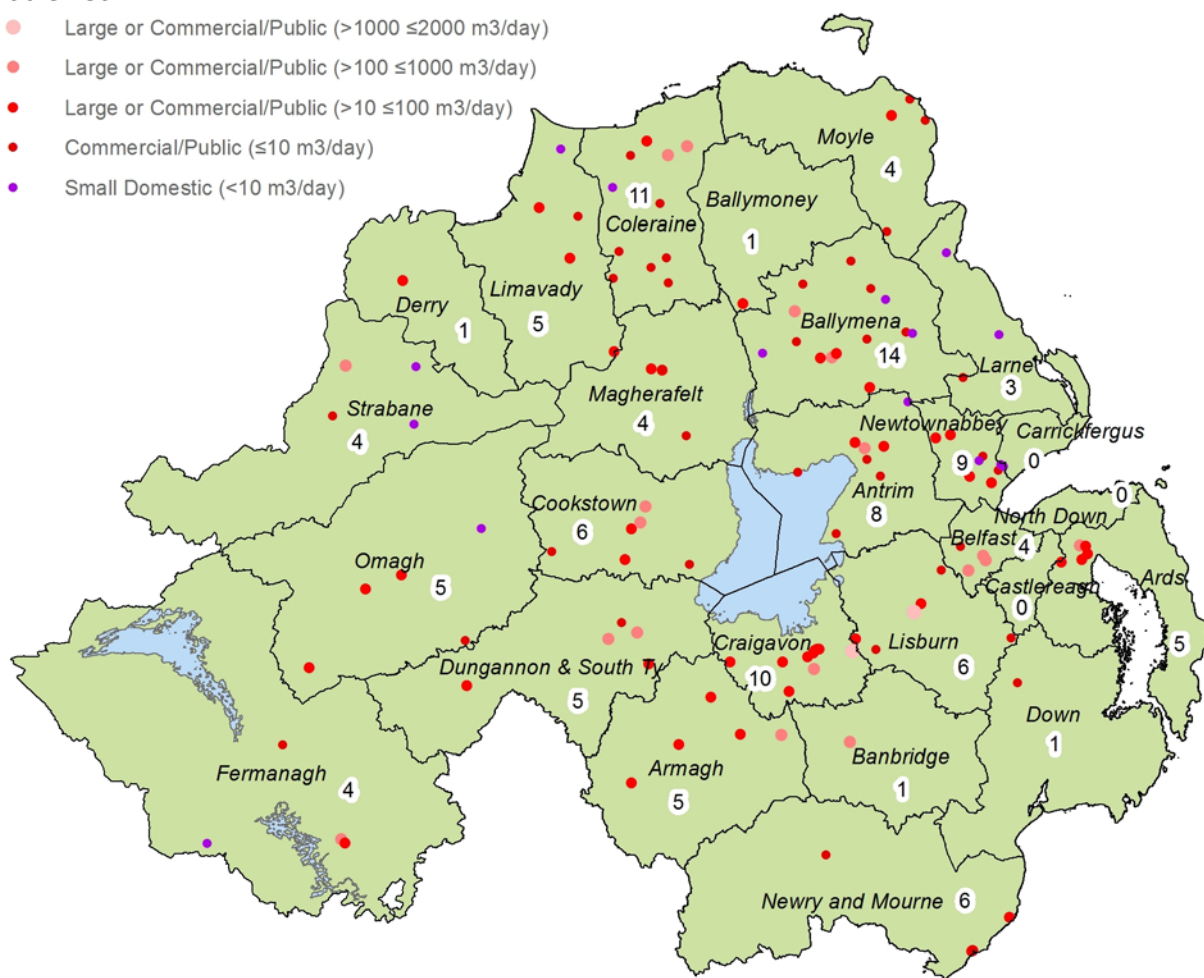 Large or Commercial/Public (>1000 ≤2000 m3/day)
Large or Commercial/Public (>100 ≤1000 m3/day)
Large or Commercial/Public (>10 ≤100 m3/day)
Commercial/Public (≤10 m3/day)
Small Domestic (<10 m3/day)
Moyle
4
11
Coleraine
Ballymoney
1
Limavady
5
Derry
1
Ballymena
14
Larne
3
Strabane
4
Magherafelt
4
Newtownabbey
9
Carrickfergus
0
Antrim
8
Cookstown
6
0
North Down
Belfast
4
Castlereagh
0
Ards
5
Omagh
5
Lisburn
6
Craigavon
10
Dungannon & South Ty
5
Down
1
Banbridge
1
Armagh
5
Fermanagh
4
Newry and Mourne
6